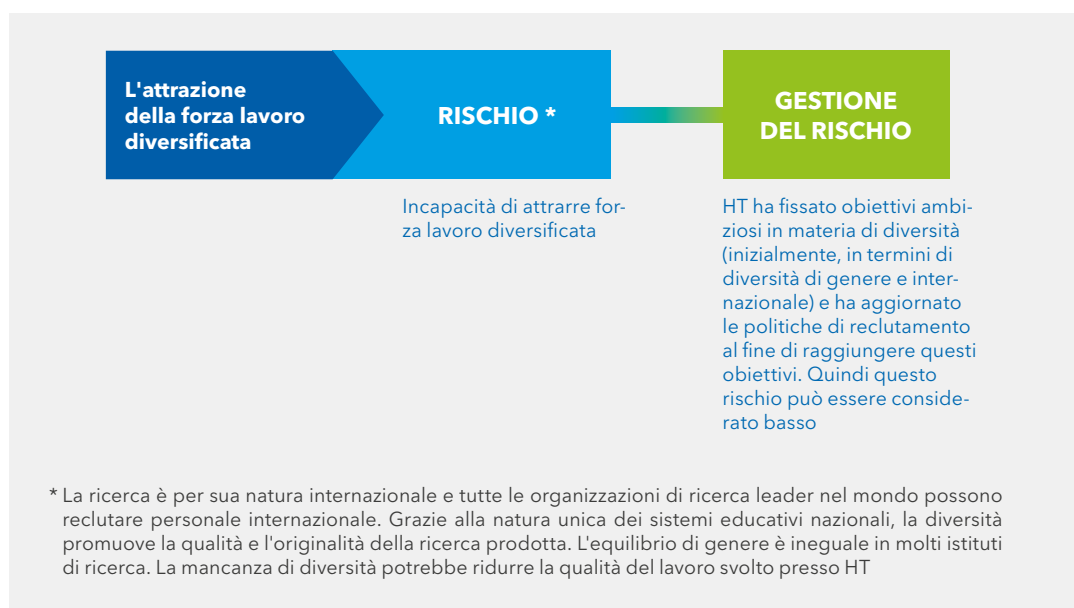 L'attrazione
della forza lavoro
diversificata
RISCHIO *
GESTIONE
DEL RISCHIO
Incapacità di attrarre for-
za lavoro diversificata
HT ha fissato obiettivi ambi-
ziosi in materia di diversità
(inizialmente, in termini di
diversità di genere e inter-
nazionale) e ha aggiornato
le politiche di reclutamento
al fine di raggiungere questi
obiettivi. Quindi questo
rischio può essere conside-
rato basso
* La ricerca è per sua natura internazionale e tutte le organizzazioni di ricerca leader nel mondo possono
reclutare personale internazionale. Grazie alla natura unica dei sistemi educativi nazionali, la diversità
promuove la qualità e l'originalità della ricerca prodotta. L'equilibrio di genere è ineguale in molti istituti
di ricerca. La mancanza di diversità potrebbe ridurre la qualità del lavoro svolto presso HT